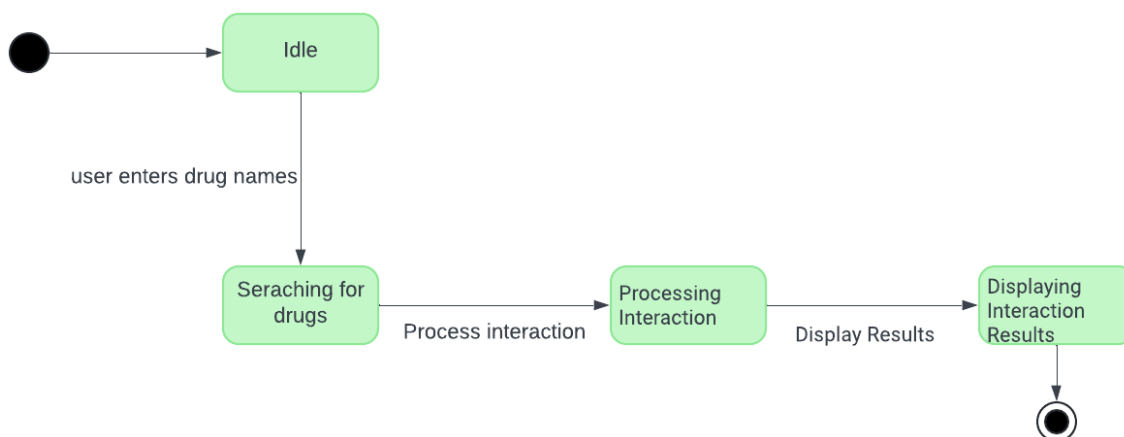 Idle
user enters drug names
Seraching for
drugs
Process interaction
Processing
Interaction
Display Results
Displaying
Interaction
Results